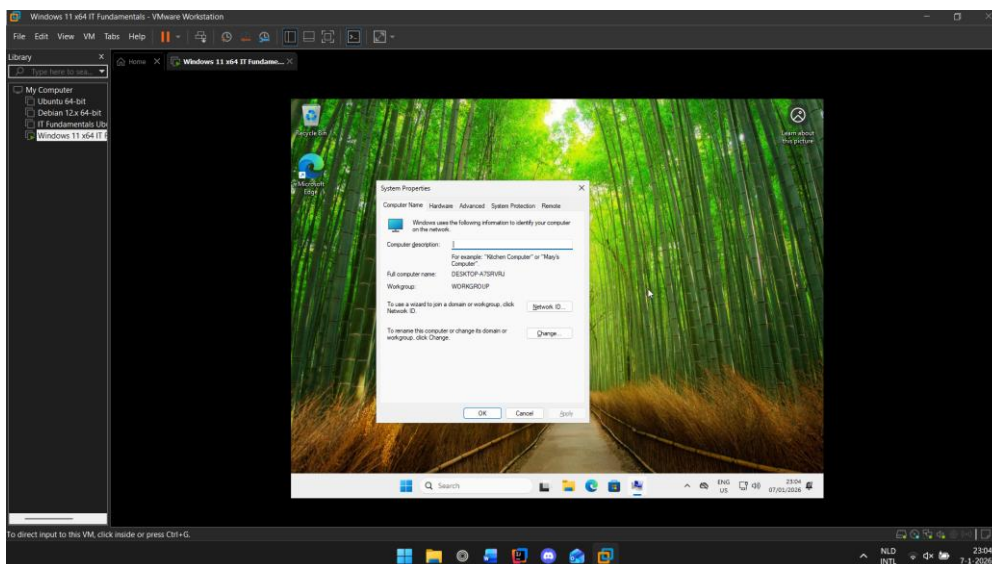 Windows 11 x64 IT Fundamentals - VMware Workstation
File Edit View VM Tabs Help
Library X
Type here to sea...
Home X Windows 11 x64 IT Fundame... X
My Computer
Ubuntu 64-bit
Debian 12.x 64-bit
IT Fundamentals Ub
Windows 11 x64 IT F
Recycle Bin
Learn about
this picture
Microsoft
Edge
System Properties
Computer Name Hardware Advanced System Protection Remote
Windows uses the following information to identify your computer
on the network.
Computer description:
For example: "Kitchen Computer" or "Mary's
Computer".
Full computer name: DESKTOP-A7SRVRJ
Workgroup: WORKGROUP
To use a wizard to join a domain or workgroup, click
Network ID.
Network ID...
To rename this computer or change its domain or
workgroup, click Change.
Change...
OK Cancel Apply
Search
ENG
US
23:04
07/01/2026
To direct input to this VM, click inside or press Ctrl+G.
NLD
INTL
23:04
7-1-2026